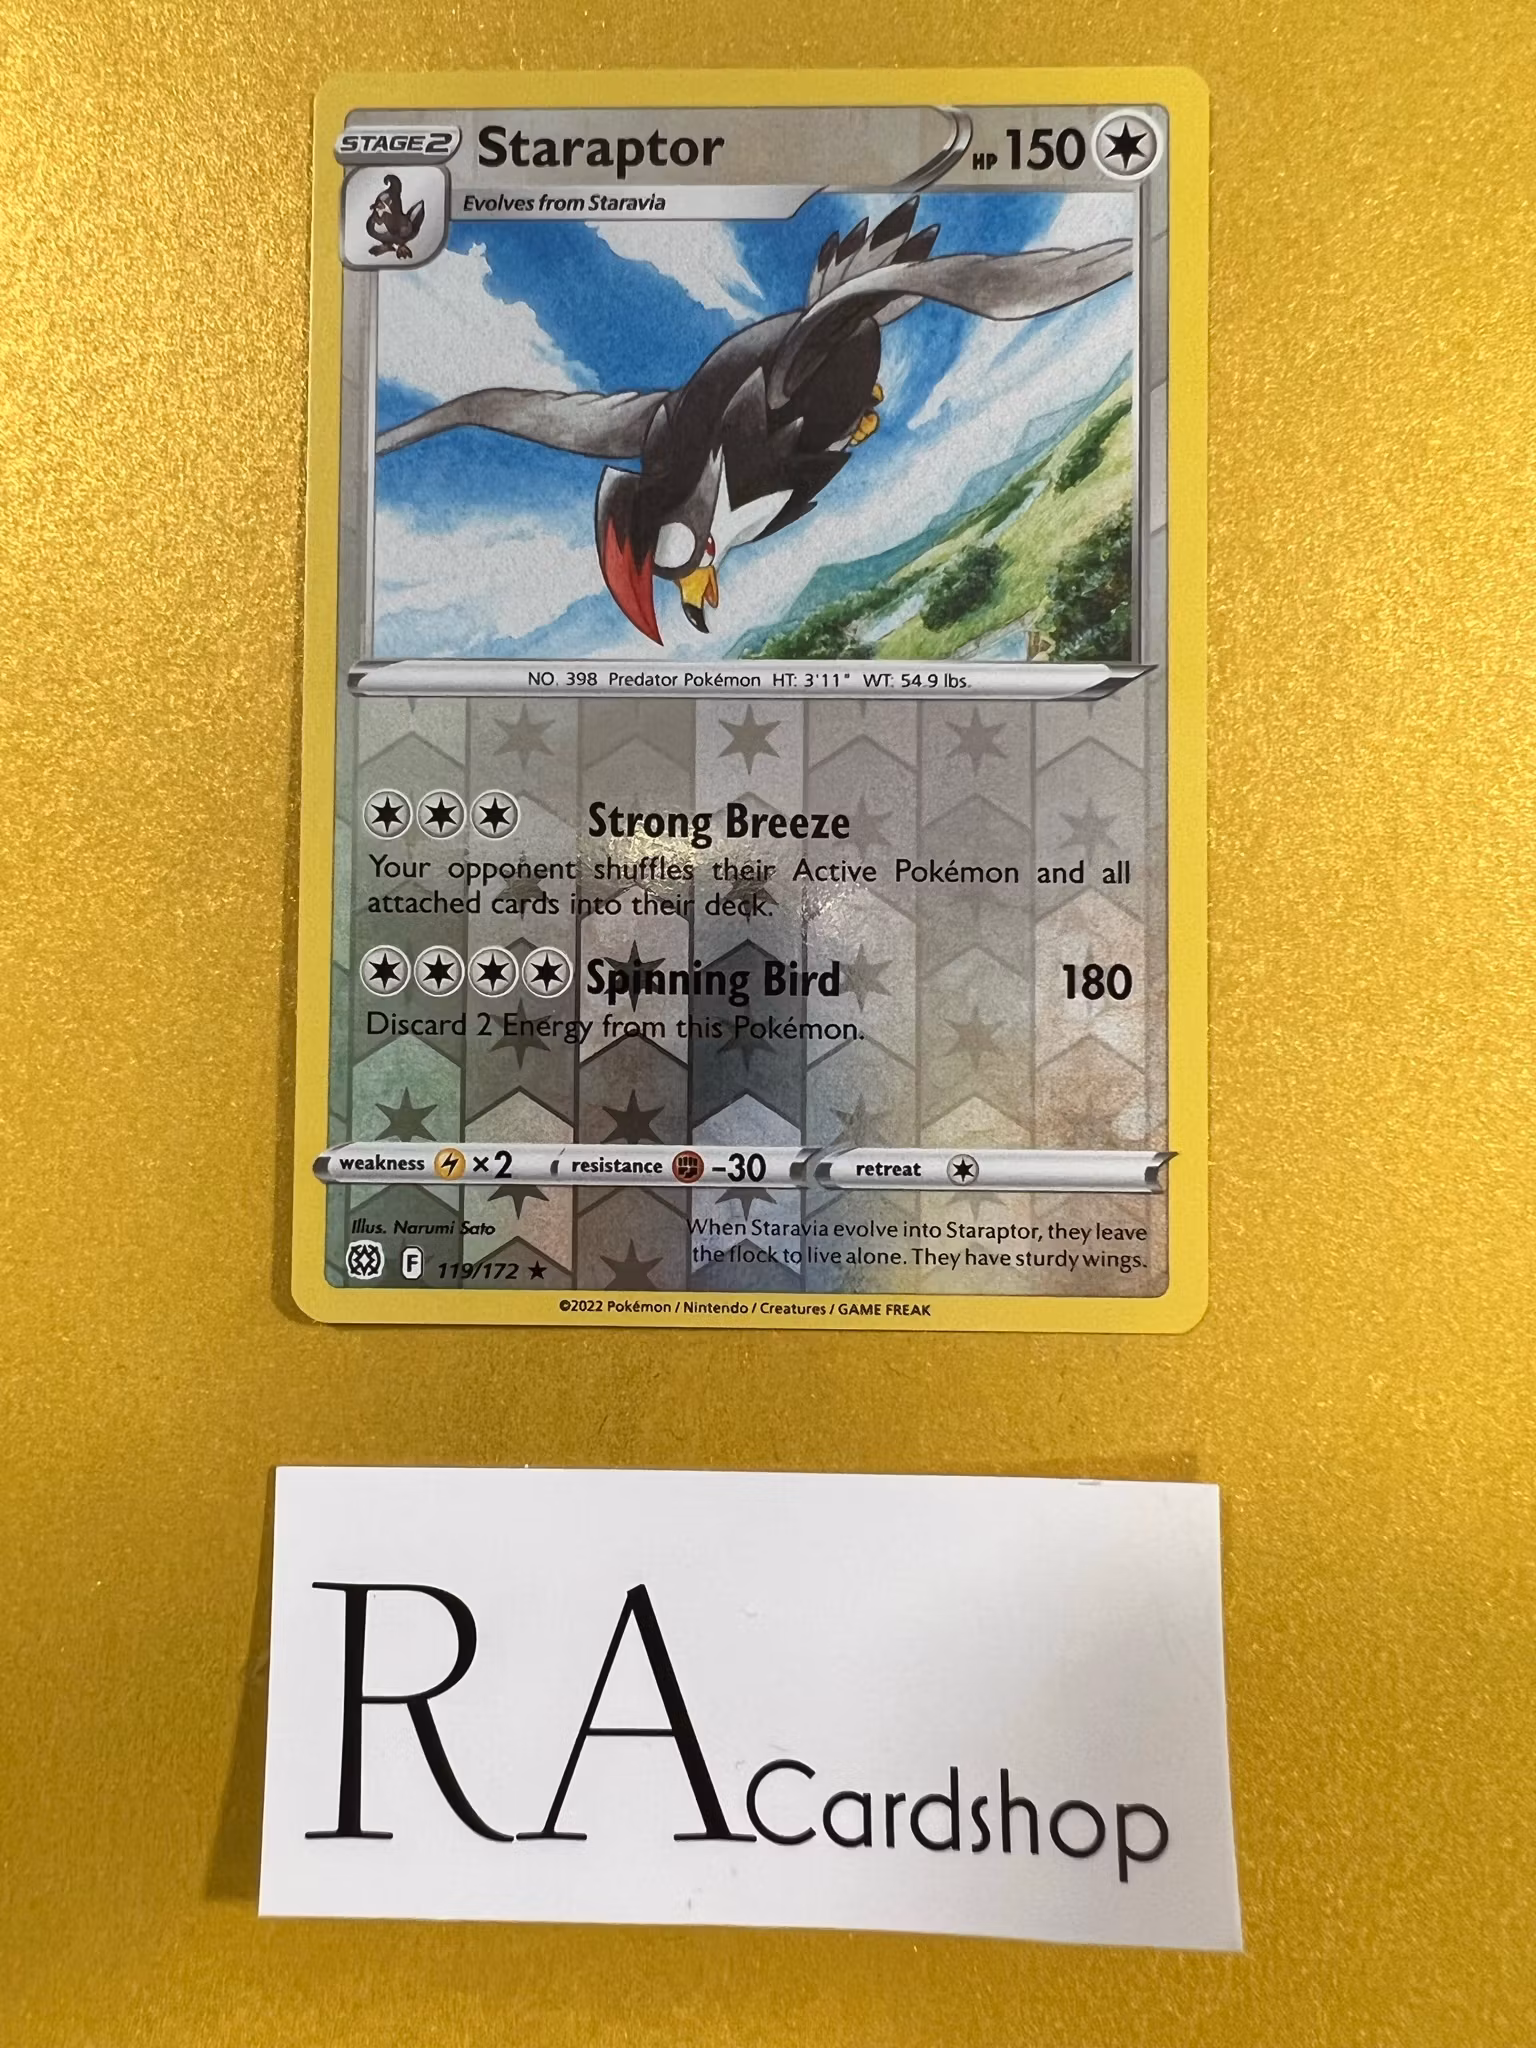 STAGE 2 Staraptor HP 150
Evolves from Staravia
NO. 398 Predator Pokémon HT: 3'11" WT: 54.9 lbs.
Strong Breeze
Your opponent shuffles their Active Pokémon and all
attached cards into their deck.
Spinning Bird 180
Discard 2 Energy from this Pokémon.
weakness ×2 resistance -30 retreat
Illus. Narumi Sato
When Staravia evolve into Staraptor, they leave
the flock to live alone. They have sturdy wings.
F 119/172 ★
©2022 Pokémon / Nintendo / Creatures / GAME FREAK
RA Cardshop